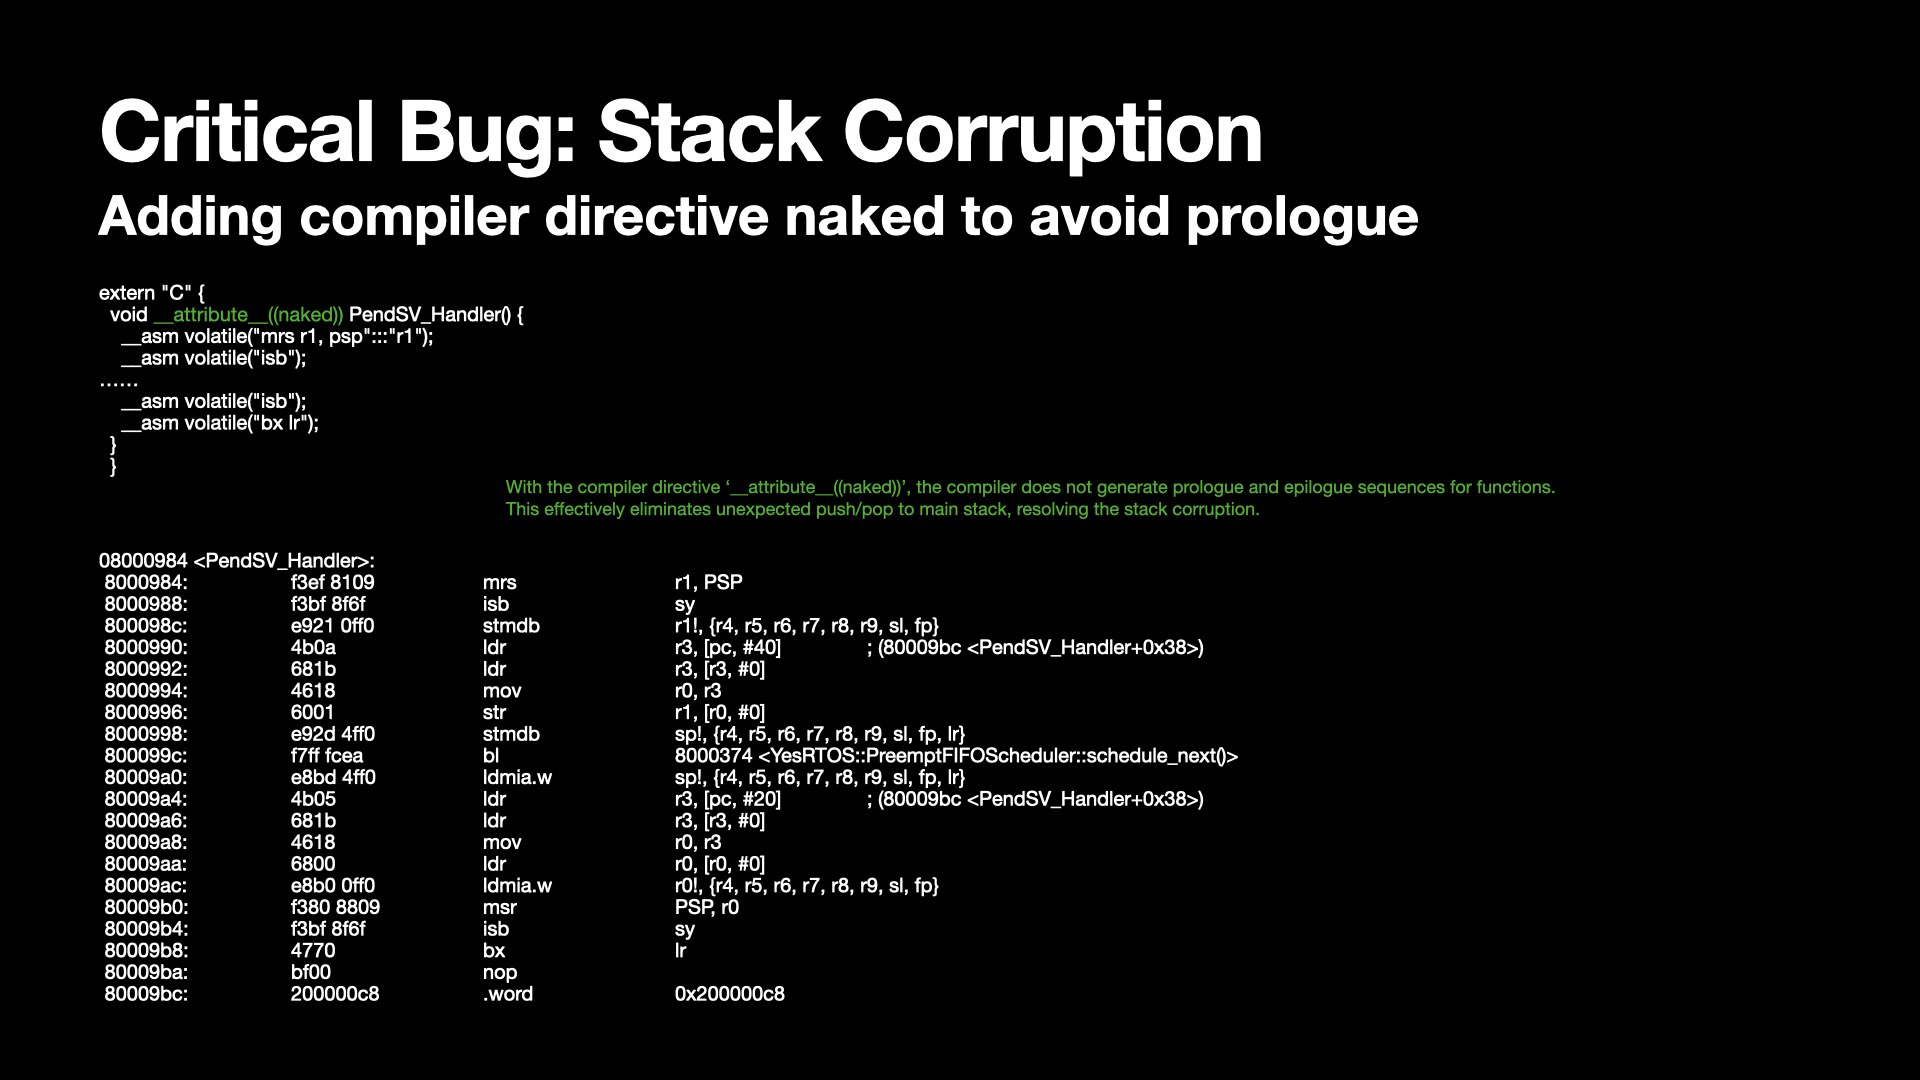 Critical Bug: Stack Corruption
Adding compiler directive naked to avoid prologue
extern "C" {
void __attribute__((naked)) PendSV_Handler() {
__asm volatile("mrs r1, psp":::"r1");
__asm volatile("isb");
......
__asm volatile("isb");
__asm volatile("bx lr");
}
}
With the compiler directive ‘__attribute__((naked))’, the compiler does not generate prologue and epilogue sequences for functions.
This effectively eliminates unexpected push/pop to main stack, resolving the stack corruption.
08000984 <PendSV_Handler>:
8000984: f3ef 8109 mrs r1, PSP
8000988: f3bf 8f6f isb sy
800098c: e921 0ff0 stmdb r1!, {r4, r5, r6, r7, r8, r9, sl, fp}
8000990: 4b0a ldr r3, [pc, #40] ; (80009bc <PendSV_Handler+0x38>)
8000992: 681b ldr r3, [r3, #0]
8000994: 4618 mov r0, r3
8000996: 6001 str r1, [r0, #0]
8000998: e92d 4ff0 stmdb sp!, {r4, r5, r6, r7, r8, r9, sl, fp, lr}
800099c: f7ff fcea bl 8000374 <YesRTOS::PreemptFIFOScheduler::schedule_next()>
80009a0: e8bd 4ff0 ldmia.w sp!, {r4, r5, r6, r7, r8, r9, sl, fp, lr}
80009a4: 4b05 ldr r3, [pc, #20] ; (80009bc <PendSV_Handler+0x38>)
80009a6: 681b ldr r3, [r3, #0]
80009a8: 4618 mov r0, r3
80009aa: 6800 ldr r0, [r0, #0]
80009ac: e8b0 0ff0 ldmia.w r0!, {r4, r5, r6, r7, r8, r9, sl, fp}
80009b0: f380 8809 msr PSP, r0
80009b4: f3bf 8f6f isb sy
80009b8: 4770 bx lr
80009ba: bf00 nop
80009bc: 200000c8 .word 0x200000c8